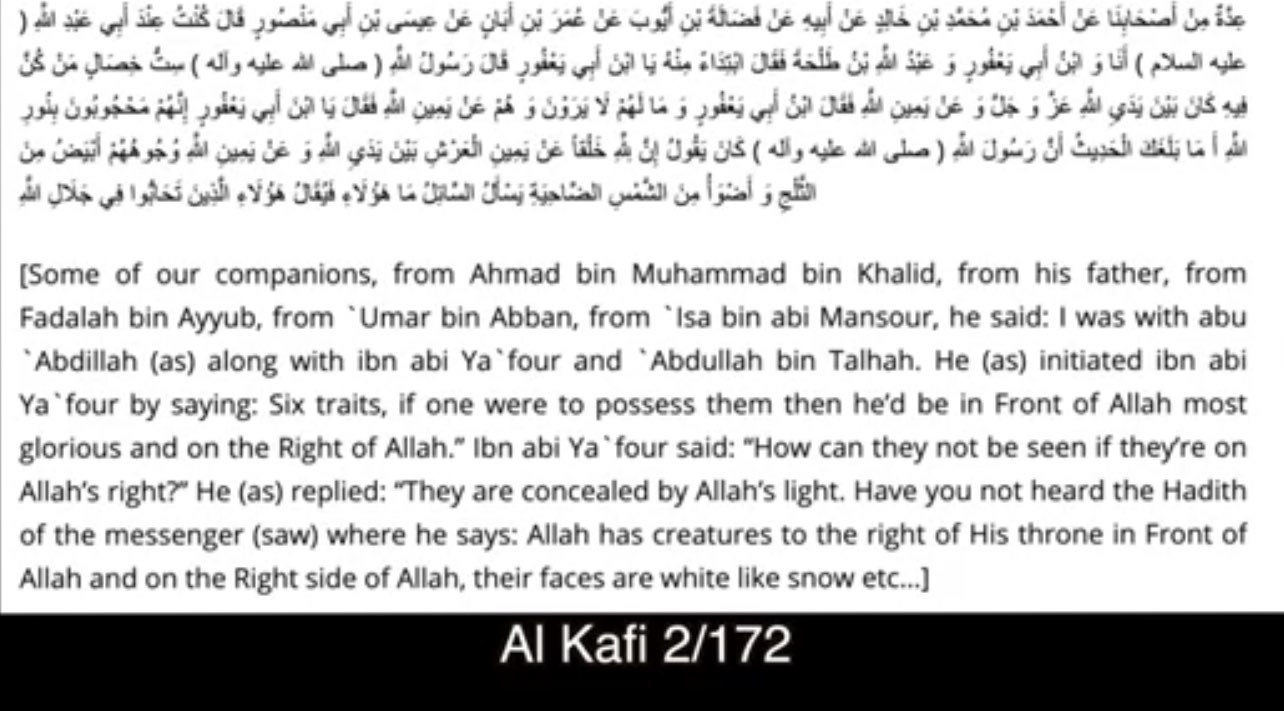 عِدَّةٌ مِنْ أَصْحَابِنَا عَنْ أَحْمَدَ بْنِ مُحَمَّدِ بْنِ خَالِدٍ عَنْ أَبِيهِ عَنْ فَضَالَةَ بْنِ أَيُّوبَ عَنْ عُمَرَ بْنِ أَبَانٍ عَنْ عِيسَى بْنِ أَبِي مَنْصُورٍ قَالَ كُنْتُ عِنْدَ أَبِي عَبْدِ اللَّهِ (
عليه السلام ) أَنَا وَ ابْنُ أَبِي يَعْفُورٍ وَ عَبْدُ اللَّهِ بْنُ طَلْحَةَ فَقَالَ ابْتِدَاءً مِنْهُ يَا ابْنَ أَبِي يَعْفُورٍ قَالَ رَسُولُ اللَّهِ ( صلى الله عليه وآله ) سِتُّ خِصَالٍ مَنْ كُنَّ
فِيهِ كَانَ بَيْنَ يَدَيِ اللَّهِ عَزَّ وَ جَلَّ وَ عَنْ يَمِينِ اللَّهِ فَقَالَ ابْنُ أَبِي يَعْفُورٍ وَ مَا لَهُمْ لَا يَرَوْنَ وَ هُمْ عَنْ يَمِينِ اللَّهِ فَقَالَ يَا ابْنَ أَبِي يَعْفُورٍ إِنَّهُمْ مَحْجُوبُونَ بِنُورِ
اللَّهِ أَ مَا بَلَغَكَ الْحَدِيثُ أَنَّ رَسُولَ اللَّهِ ( صلى الله عليه وآله ) كَانَ يَقُولُ إِنَّ لِلَّهِ خَلْقاً عَنْ يَمِينِ الْعَرْشِ بَيْنَ يَدَيِ اللَّهِ وَ عَنْ يَمِينِ اللَّهِ وُجُوهُهُمْ أَبْيَضُ مِنَ
الثَّلْجِ وَ أَضْوَأُ مِنَ الشَّمْسِ الضَّاحِيَةِ يَسْأَلُ السَّائِلُ مَا هَؤُلَاءِ فَيُقَالُ هَؤُلَاءِ الَّذِينَ تَحَابُّوا فِي جَلَالِ اللَّهِ
[Some of our companions, from Ahmad bin Muhammad bin Khalid, from his father, from
Fadalah bin Ayyub, from `Umar bin Abban, from `Isa bin abi Mansour, he said: I was with abu
`Abdillah (as) along with ibn abi Ya`four and `Abdullah bin Talhah. He (as) initiated ibn abi
Ya`four by saying: Six traits, if one were to possess them then he’d be in Front of Allah most
glorious and on the Right of Allah.” Ibn abi Ya`four said: “How can they not be seen if they’re on
Allah’s right?” He (as) replied: “They are concealed by Allah’s light. Have you not heard the Hadith
of the messenger (saw) where he says: Allah has creatures to the right of His throne in Front of
Allah and on the Right side of Allah, their faces are white like snow etc...]
Al Kafi 2/172